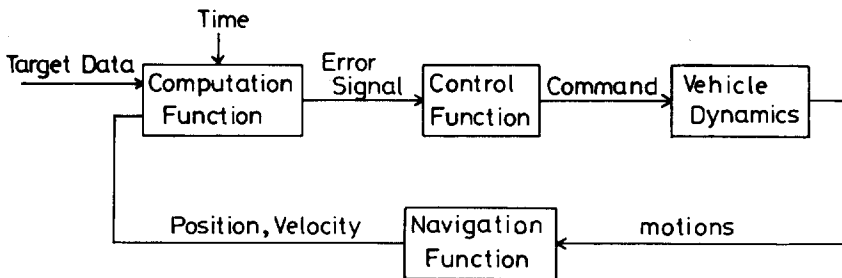 Time
Target Data
Computation
Function
Error
Signal
Control
Function
Command
Vehicle
Dynamics
Position, Velocity
Navigation
Function
motions